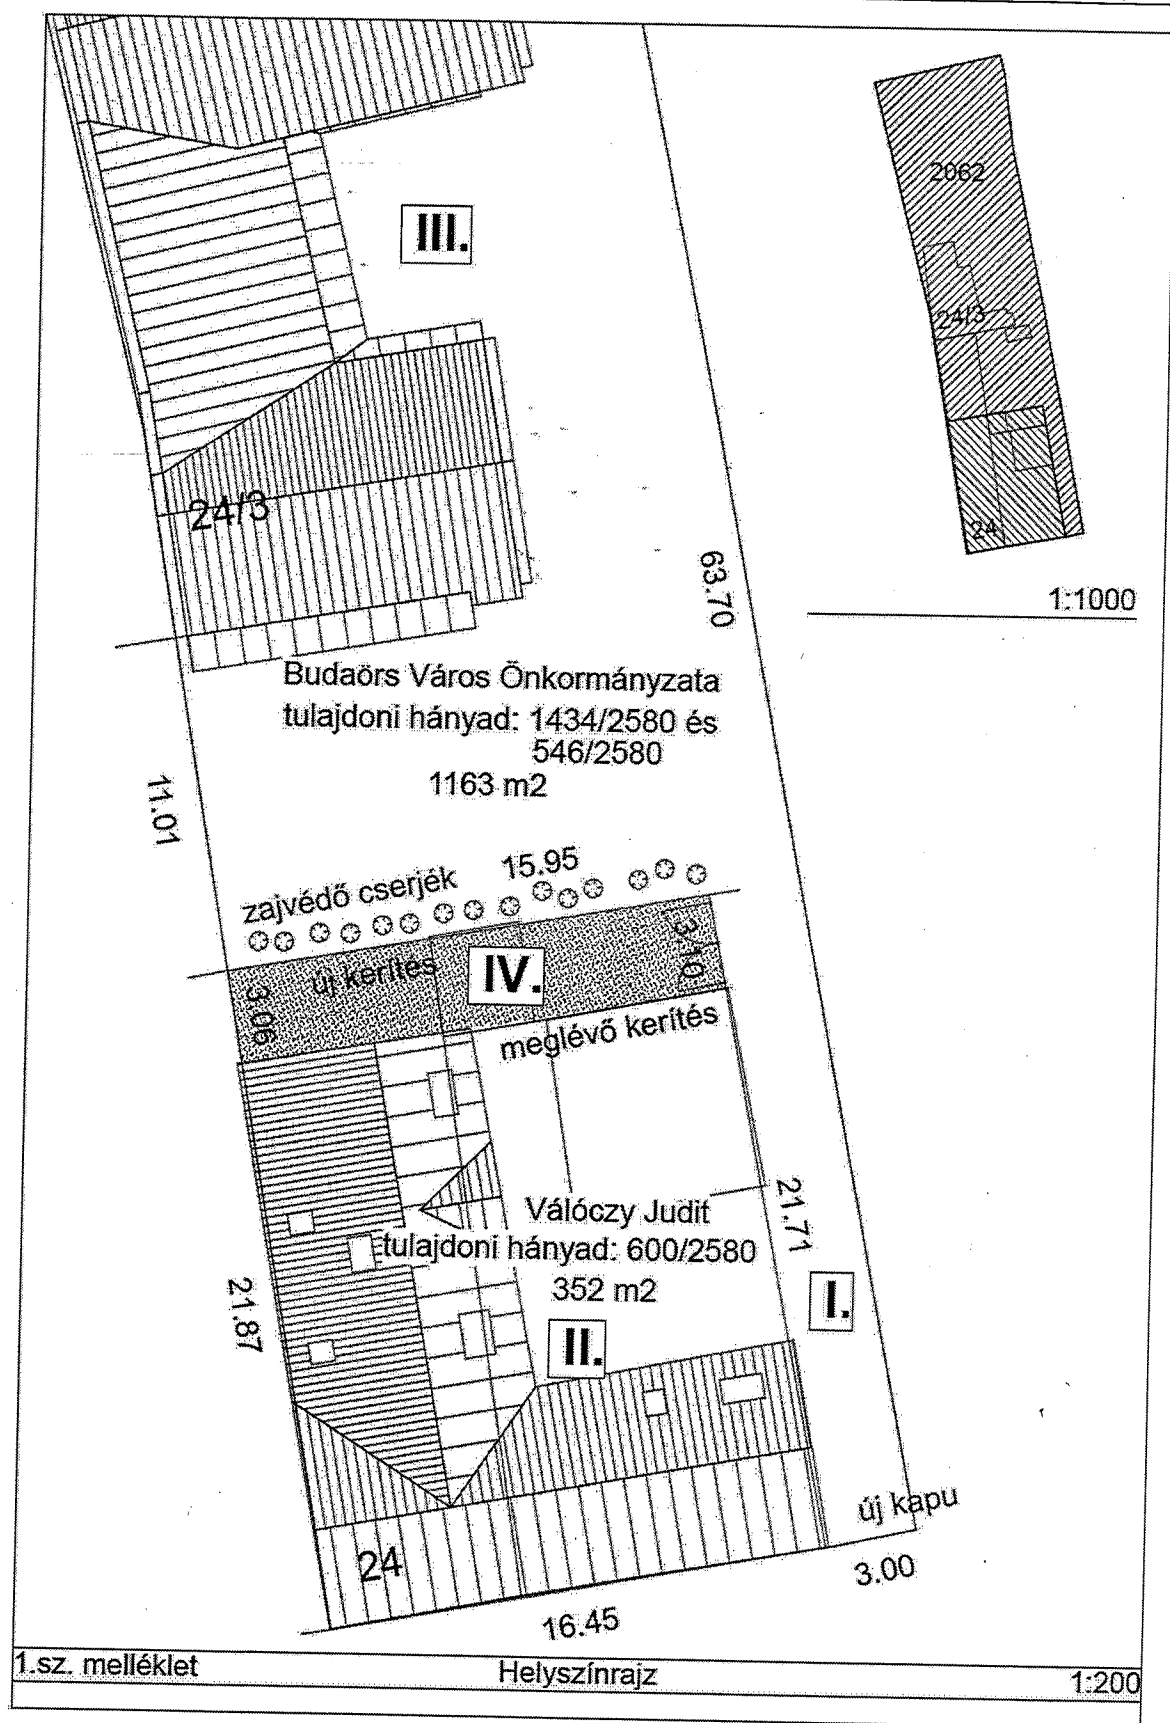 2062
III.
24/3
24/3
24
63.70
1:1000
Budaörs Város Önkormányzata
tulajdoni hányad: 1434/2580 és
546/2580
1163 m2
11.01
zajvédő cserjék 15.95
új kerítés
IV.
3.10
3.06
meglévő kerítés
Válóczy Judit
tulajdoni hányad: 600/2580
352 m2
21.71
21.87
I.
II.
új kapu
24
3.00
16.45
1.sz. melléklet
Helyszínrajz
1:200